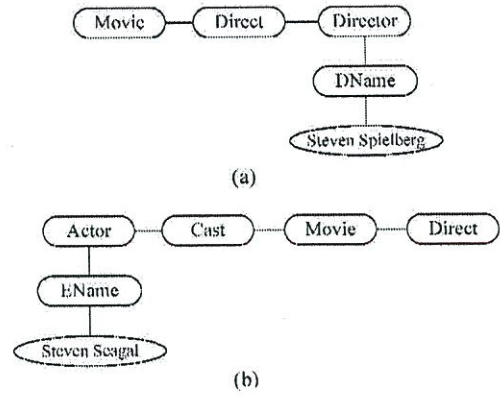 Movie Direct Director
DName
Steven Spielberg
(a)
Actor Cast Movie Direct
EName
Steven Seagal
(b)